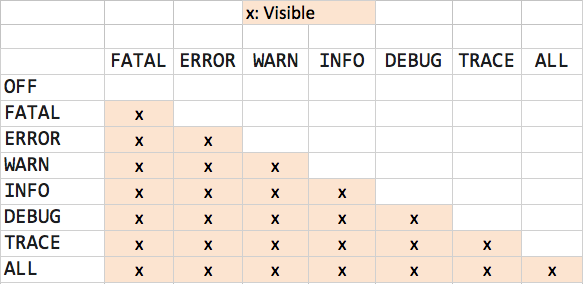 x: Visible
FATAL ERROR WARN INFO DEBUG TRACE ALL
OFF
FATAL x
ERROR x x
WARN x x x
INFO x x x x
DEBUG x x x x x
TRACE x x x x x x
ALL x x x x x x x